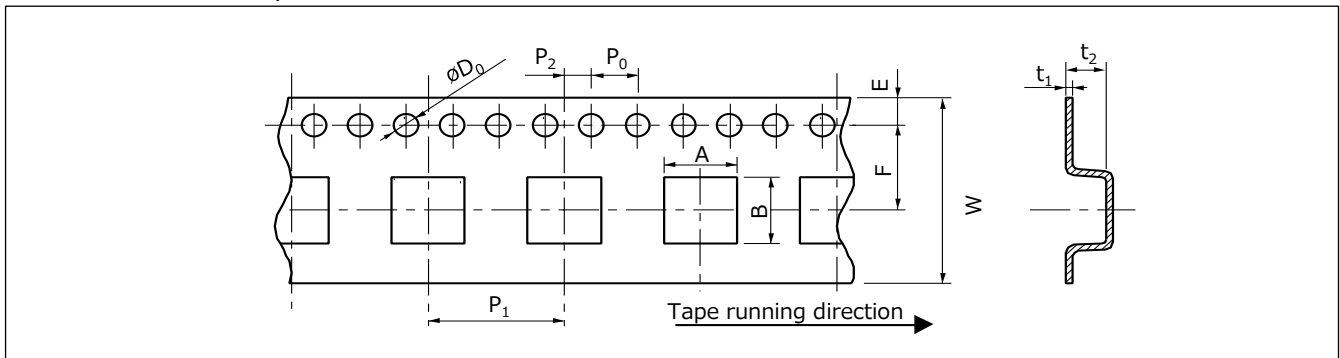 øD₀
P₂
P₀
E
t₂
t₁
A
F
B
W
P₁
Tape running direction